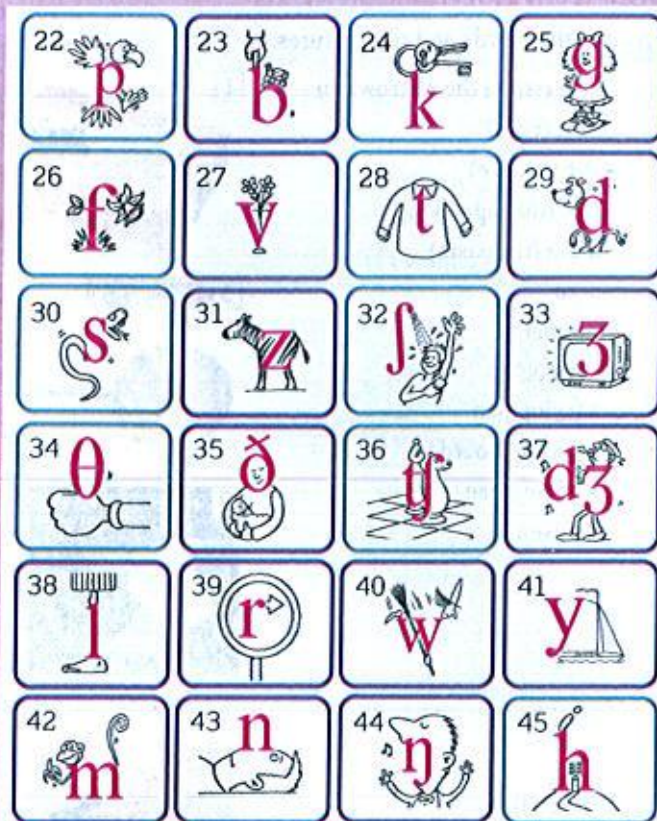 22 p 23 b 24 k 25 g
26 f 27 v 28 t 29 d
30 s 31 z 32 ʃ 33 ʒ
34 θ 35 ð 36 tʃ 37 dʒ
38 l 39 r 40 w 41 y
42 m 43 n 44 ŋ 45 h